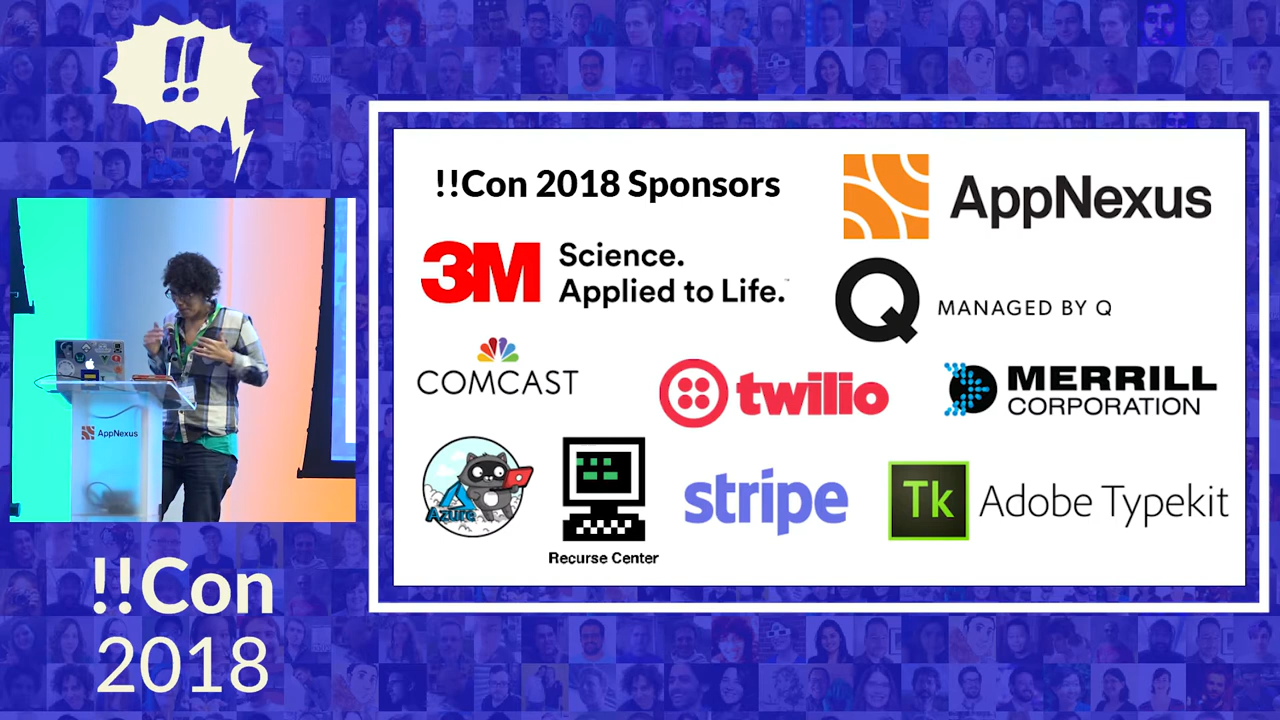 !!
!!Con 2018 Sponsors
AppNexus
3M Science.
Applied to Life.
Q MANAGED BY Q
COMCAST
twilio
MERRILL
CORPORATION
Azure
Recurse Center
stripe
Tk Adobe Typekit
AppNexus
!!Con
2018